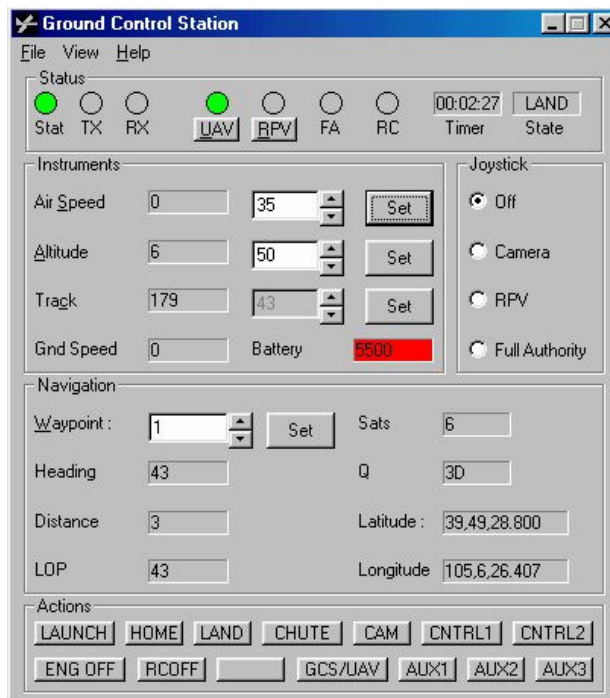 Ground Control Station
File View Help
Status
00:02:27 LAND
Stat TX RX UAV RPV FA RC Timer State
Instruments
Joystick
Air Speed 0 35 Set
Off
Altitude 6 50 Set
Camera
Track 179 43 Set
RPV
Gnd Speed 0 Battery 5500
Full Authority
Navigation
Waypoint : 1 Set Sats 6
Heading 43 Q 3D
Distance 3 Latitude : 39,49,28.800
LOP 43 Longitude 105,6,26.407
Actions
LAUNCH HOME LAND CHUTE CAM CNTRL1 CNTRL2
ENG OFF RCOFF GCS/UAV AUX1 AUX2 AUX3